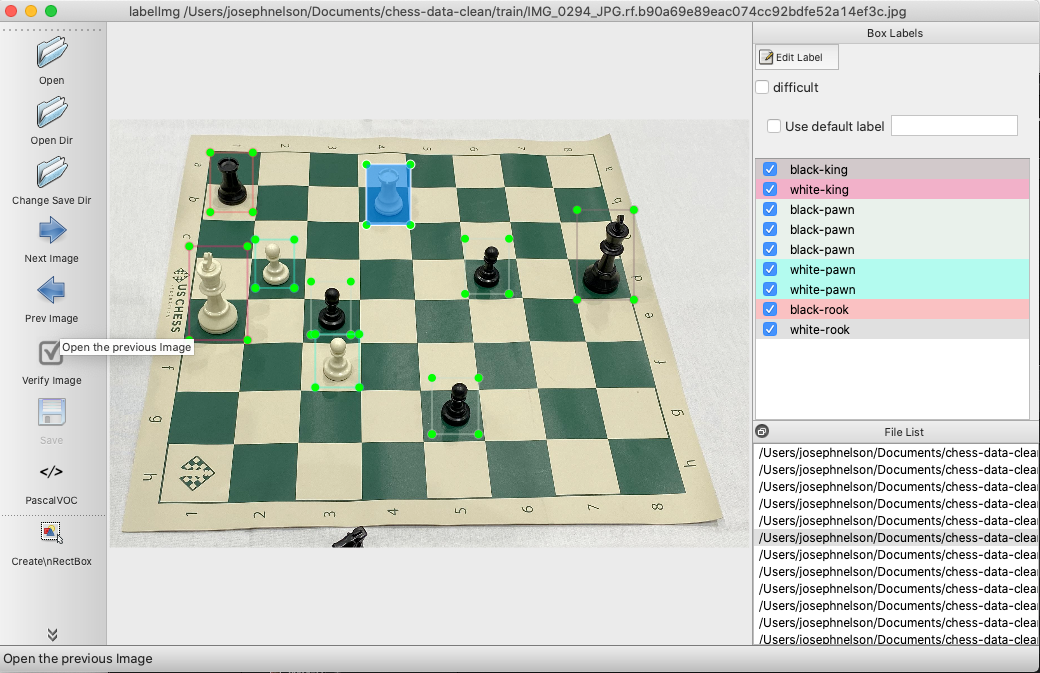 labelImg /Users/josephnelson/Documents/chess-data-clean/train/IMG_0294_JPG.rf.b90a69e89eac074cc92bdfe52a14ef3c.jpg
Open
Open Dir
Change Save Dir
Next Image
Prev Image
Open the previous Image
Verify Image
Save
</>
PascalVOC
Create\nRectBox
US CHESS
f
g
h
1
2
3
4
5
6
7
8
e
g
h
Box Labels
Edit Label
difficult
Use default label
black-king
white-king
black-pawn
black-pawn
black-pawn
white-pawn
white-pawn
black-rook
white-rook
File List
/Users/josephnelson/Documents/chess-data-clea
/Users/josephnelson/Documents/chess-data-clea
/Users/josephnelson/Documents/chess-data-clea
/Users/josephnelson/Documents/chess-data-clea
/Users/josephnelson/Documents/chess-data-clea
/Users/josephnelson/Documents/chess-data-clea
/Users/josephnelson/Documents/chess-data-clea
/Users/josephnelson/Documents/chess-data-clea
/Users/josephnelson/Documents/chess-data-clea
/Users/josephnelson/Documents/chess-data-clea
/Users/josephnelson/Documents/chess-data-clea
/Users/josephnelson/Documents/chess-data-clea
Open the previous Image